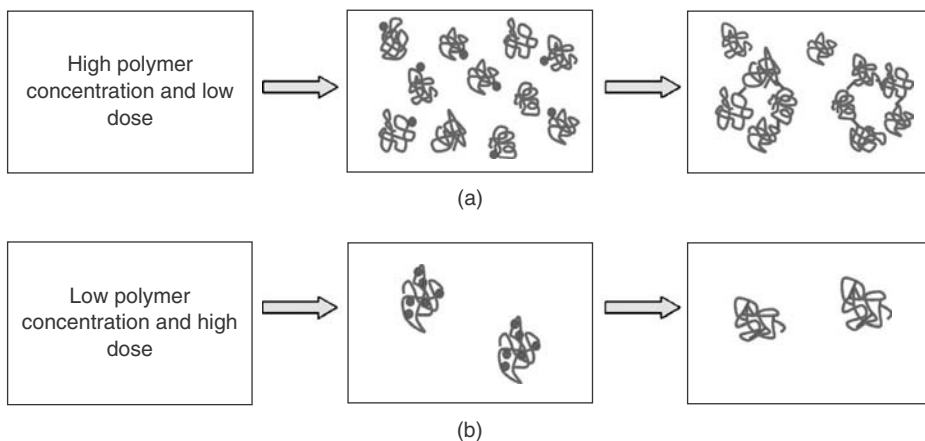 High polymer
concentration and low
dose
(a)
Low polymer
concentration and high
dose
(b)